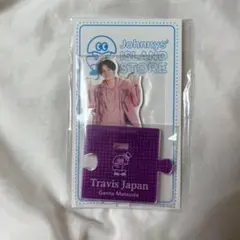 Johnnys'
ISLAND
STORE
Travis Japan
Genta Matsuda